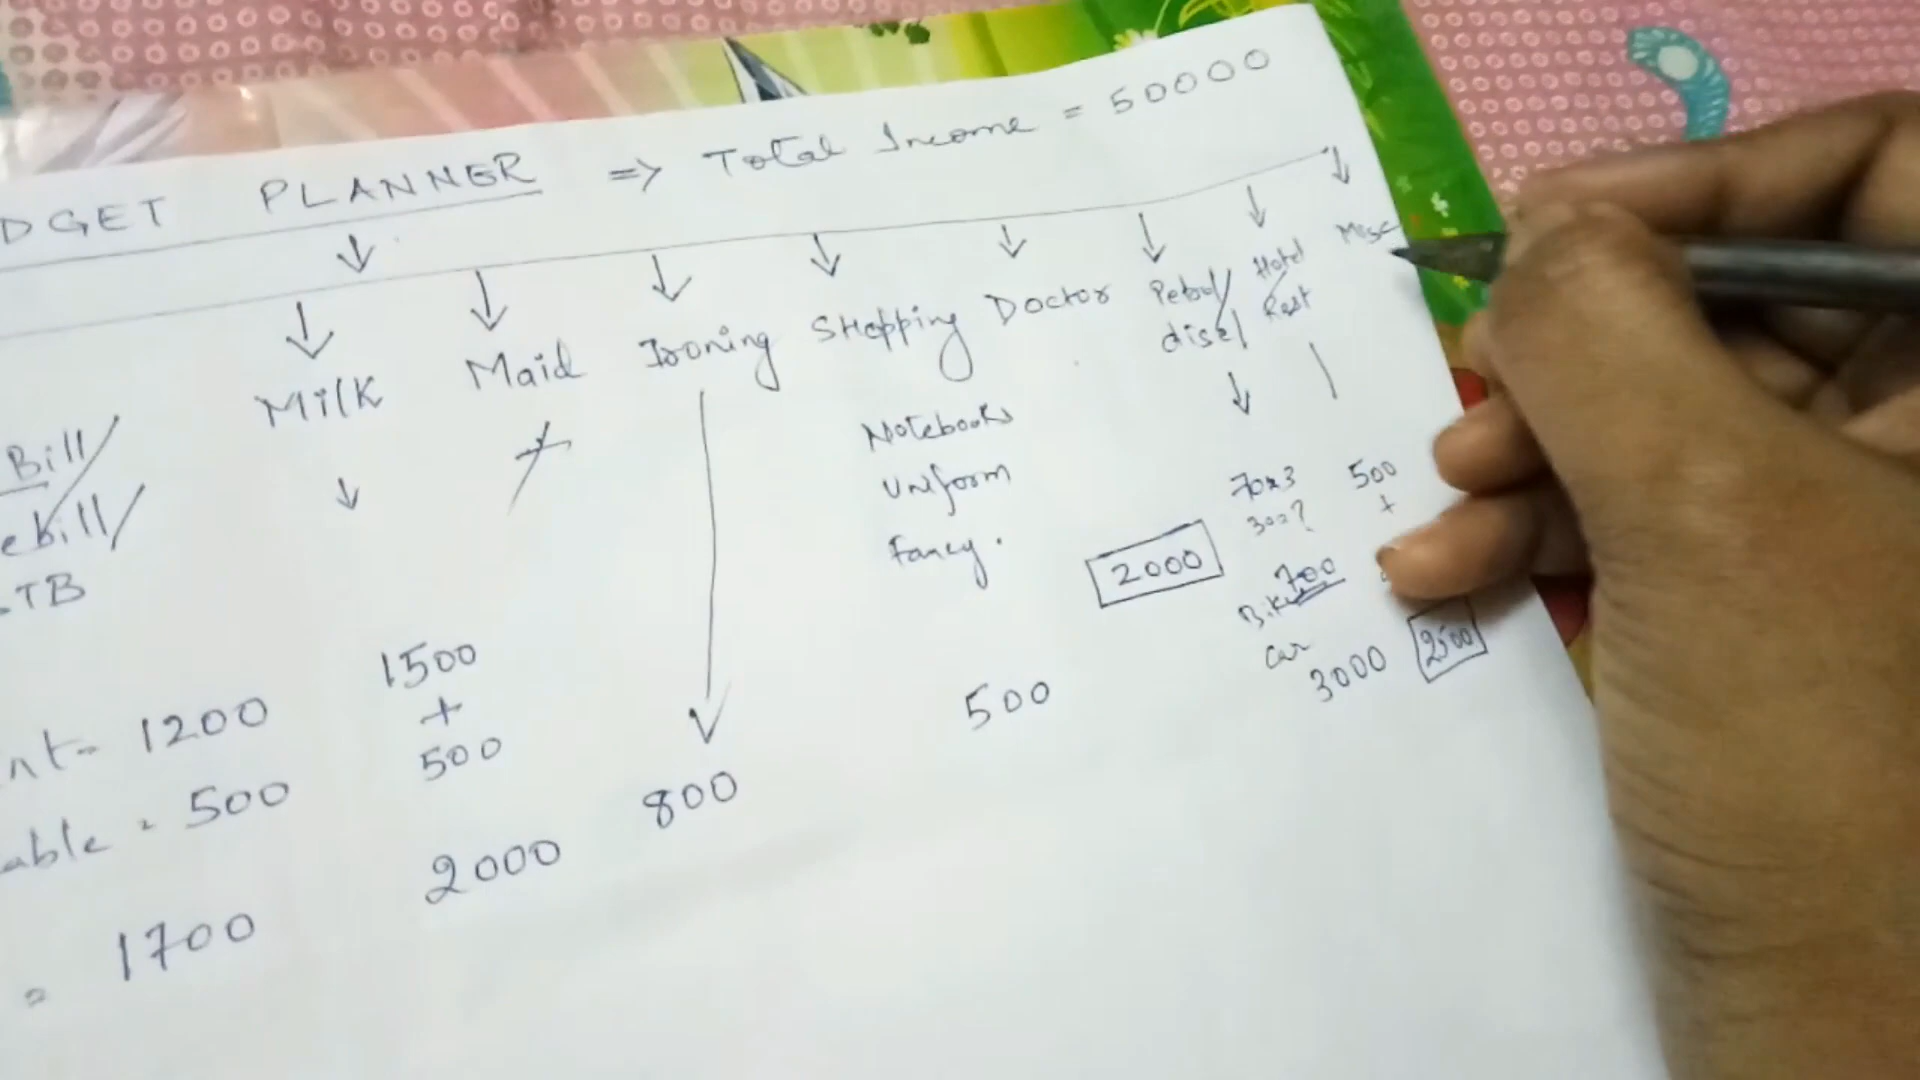 DGET PLANNER => Total Income = 50000
Bill/
ebill/
TB
Milk
Maid
Ironing
Shopping
Doctor
Petrol/
disel
Hotel
Rest
Misc
Notebooks
Uniform
Fancy.
70x3
300?
Bike 700
Car
3000
500
+
2500
2000
500
1500
+
500
2000
800
nt= 1200
able = 500
= 1700